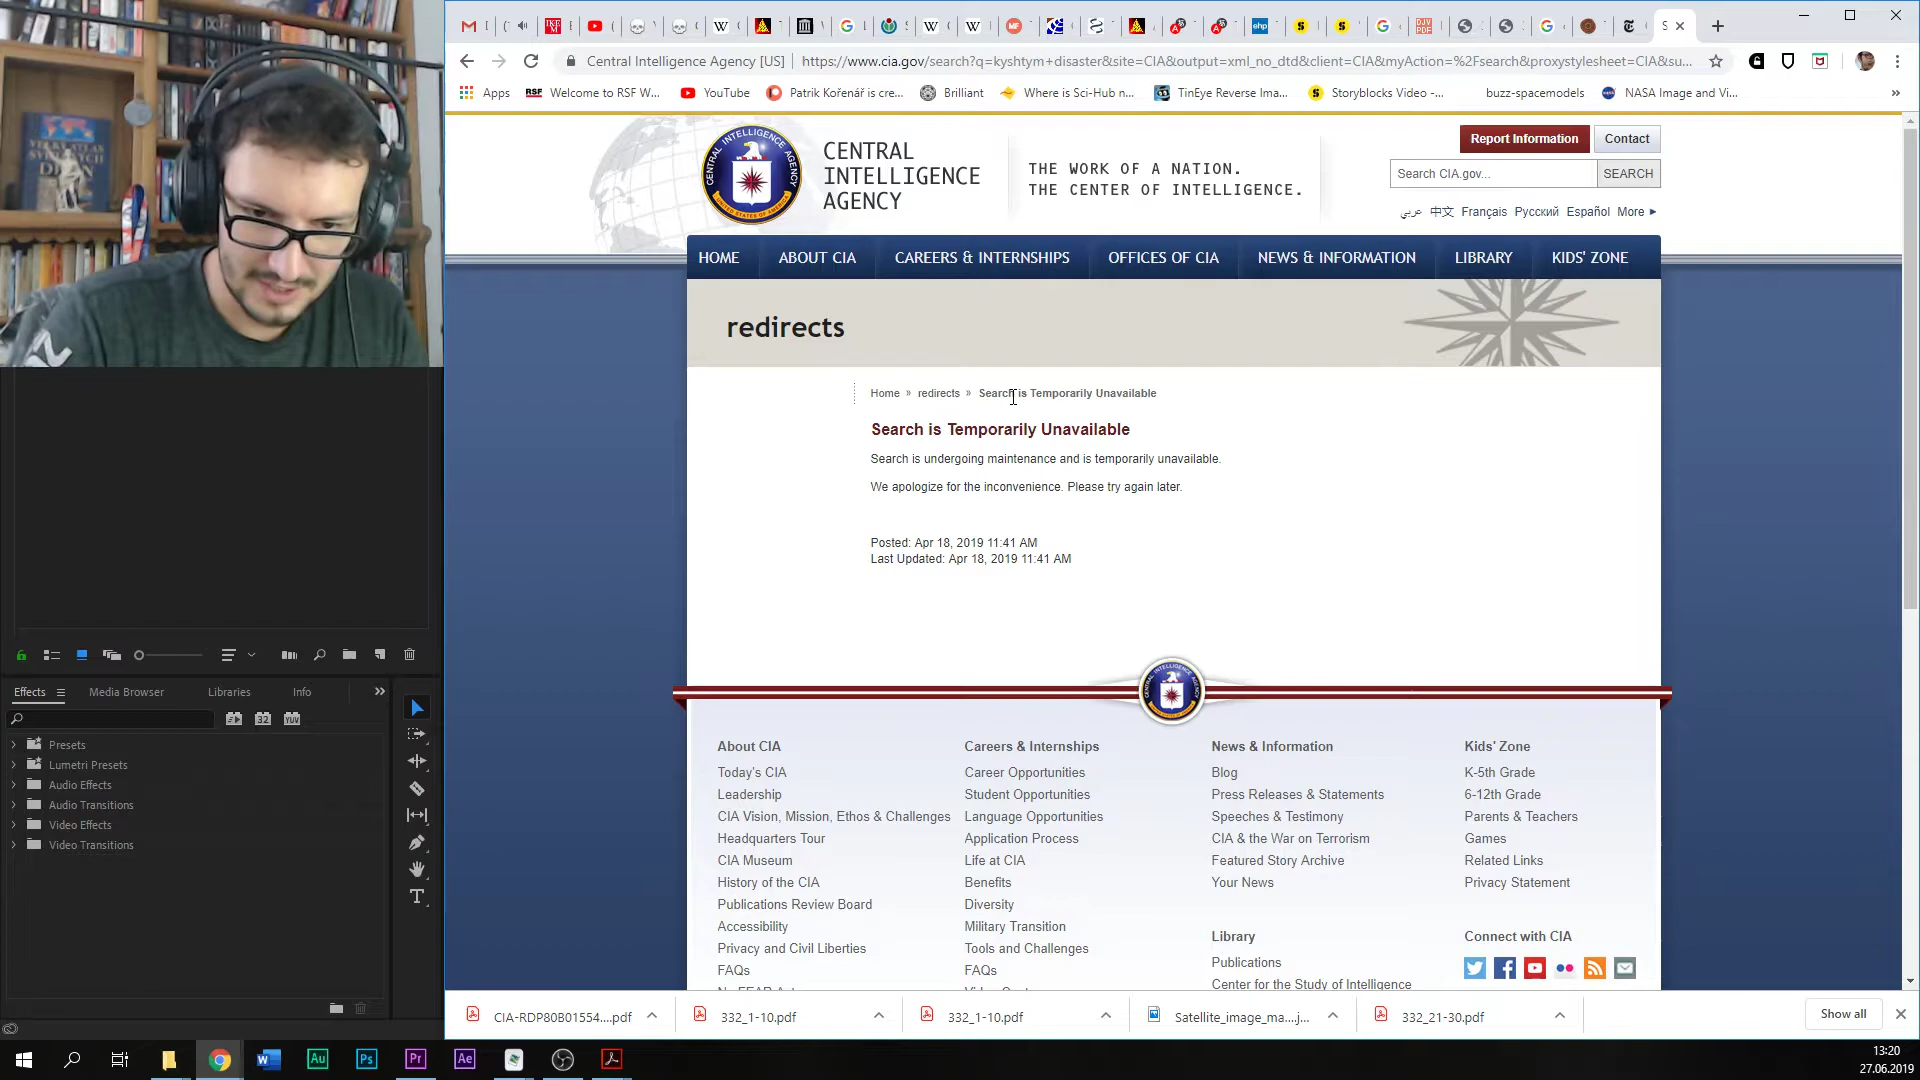 Central Intelligence Agency [US]
https://www.cia.gov/search?q=kyshtym+disaster&site=CIA&output=xml_no_dtd&client=CIA&myAction=%2Fsearch&proxystylesheet=CIA&su...
Apps
Welcome to RSF W...
YouTube
Patrik Kořenář is cre...
Brilliant
Where is Sci-Hub n...
TinEye Reverse Ima...
Storyblocks Video -...
buzz-spacemodels
NASA Image and Vi...
CENTRAL
INTELLIGENCE
AGENCY
THE WORK OF A NATION.
THE CENTER OF INTELLIGENCE.
Report Information
Contact
Search CIA.gov...
SEARCH
عربي
中文
Français
Русский
Español
More
HOME
ABOUT CIA
CAREERS & INTERNSHIPS
OFFICES OF CIA
NEWS & INFORMATION
LIBRARY
KIDS' ZONE
redirects
Home » redirects » Search is Temporarily Unavailable
Search is Temporarily Unavailable
Search is undergoing maintenance and is temporarily unavailable.
We apologize for the inconvenience. Please try again later.
Posted: Apr 18, 2019 11:41 AM
Last Updated: Apr 18, 2019 11:41 AM
Effects
Media Browser
Libraries
Info
32
YUV
Presets
Lumetri Presets
Audio Effects
Audio Transitions
Video Effects
Video Transitions
About CIA
Today's CIA
Leadership
CIA Vision, Mission, Ethos & Challenges
Headquarters Tour
CIA Museum
History of the CIA
Publications Review Board
Accessibility
Privacy and Civil Liberties
FAQs
Careers & Internships
Career Opportunities
Student Opportunities
Language Opportunities
Application Process
Life at CIA
Benefits
Diversity
Military Transition
Tools and Challenges
FAQs
News & Information
Blog
Press Releases & Statements
Speeches & Testimony
CIA & the War on Terrorism
Featured Story Archive
Your News
Library
Publications
Center for the Study of Intelligence
Kids' Zone
K-5th Grade
6-12th Grade
Parents & Teachers
Games
Related Links
Privacy Statement
Connect with CIA
CIA-RDP80B01554....pdf
332_1-10.pdf
332_1-10.pdf
Satellite_image_ma....j...
332_21-30.pdf
Show all
Au
Ps
Pr
Ae
13:20
27.06.2019